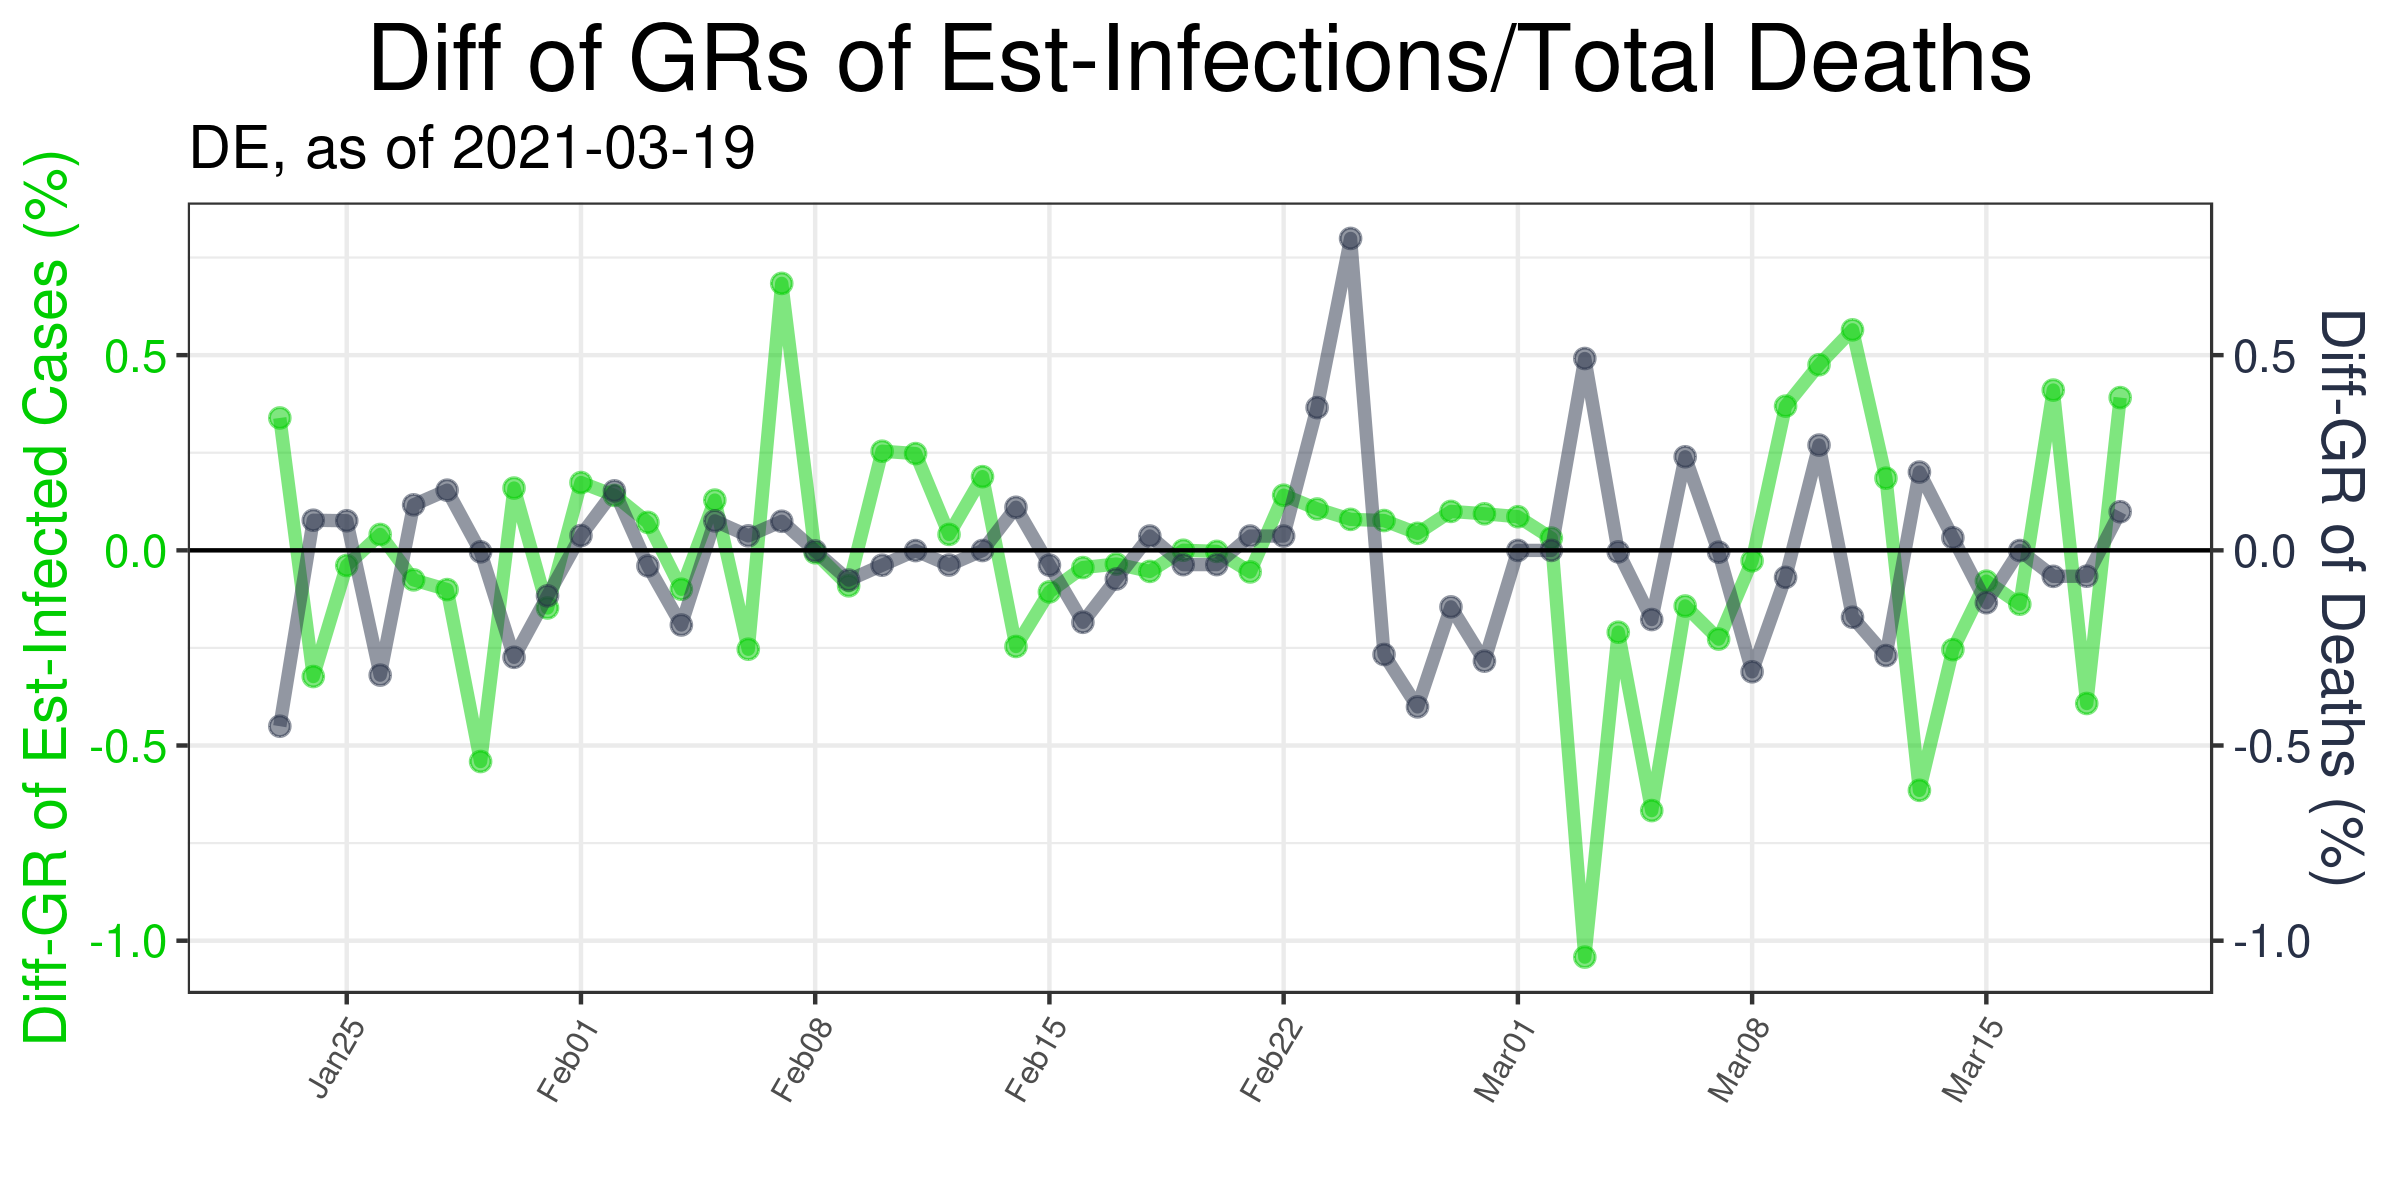 Diff of GRs of Est-Infections/Total Deaths
DE, as of 2021-03-19
Diff-GR of Est-Infected Cases (%)
0.5
0.0
-0.5
-1.0
0.5
0.0
-0.5
-1.0
Diff-GR of Deaths (%)
Jan25
Feb01
Feb08
Feb15
Feb22
Mar01
Mar08
Mar15